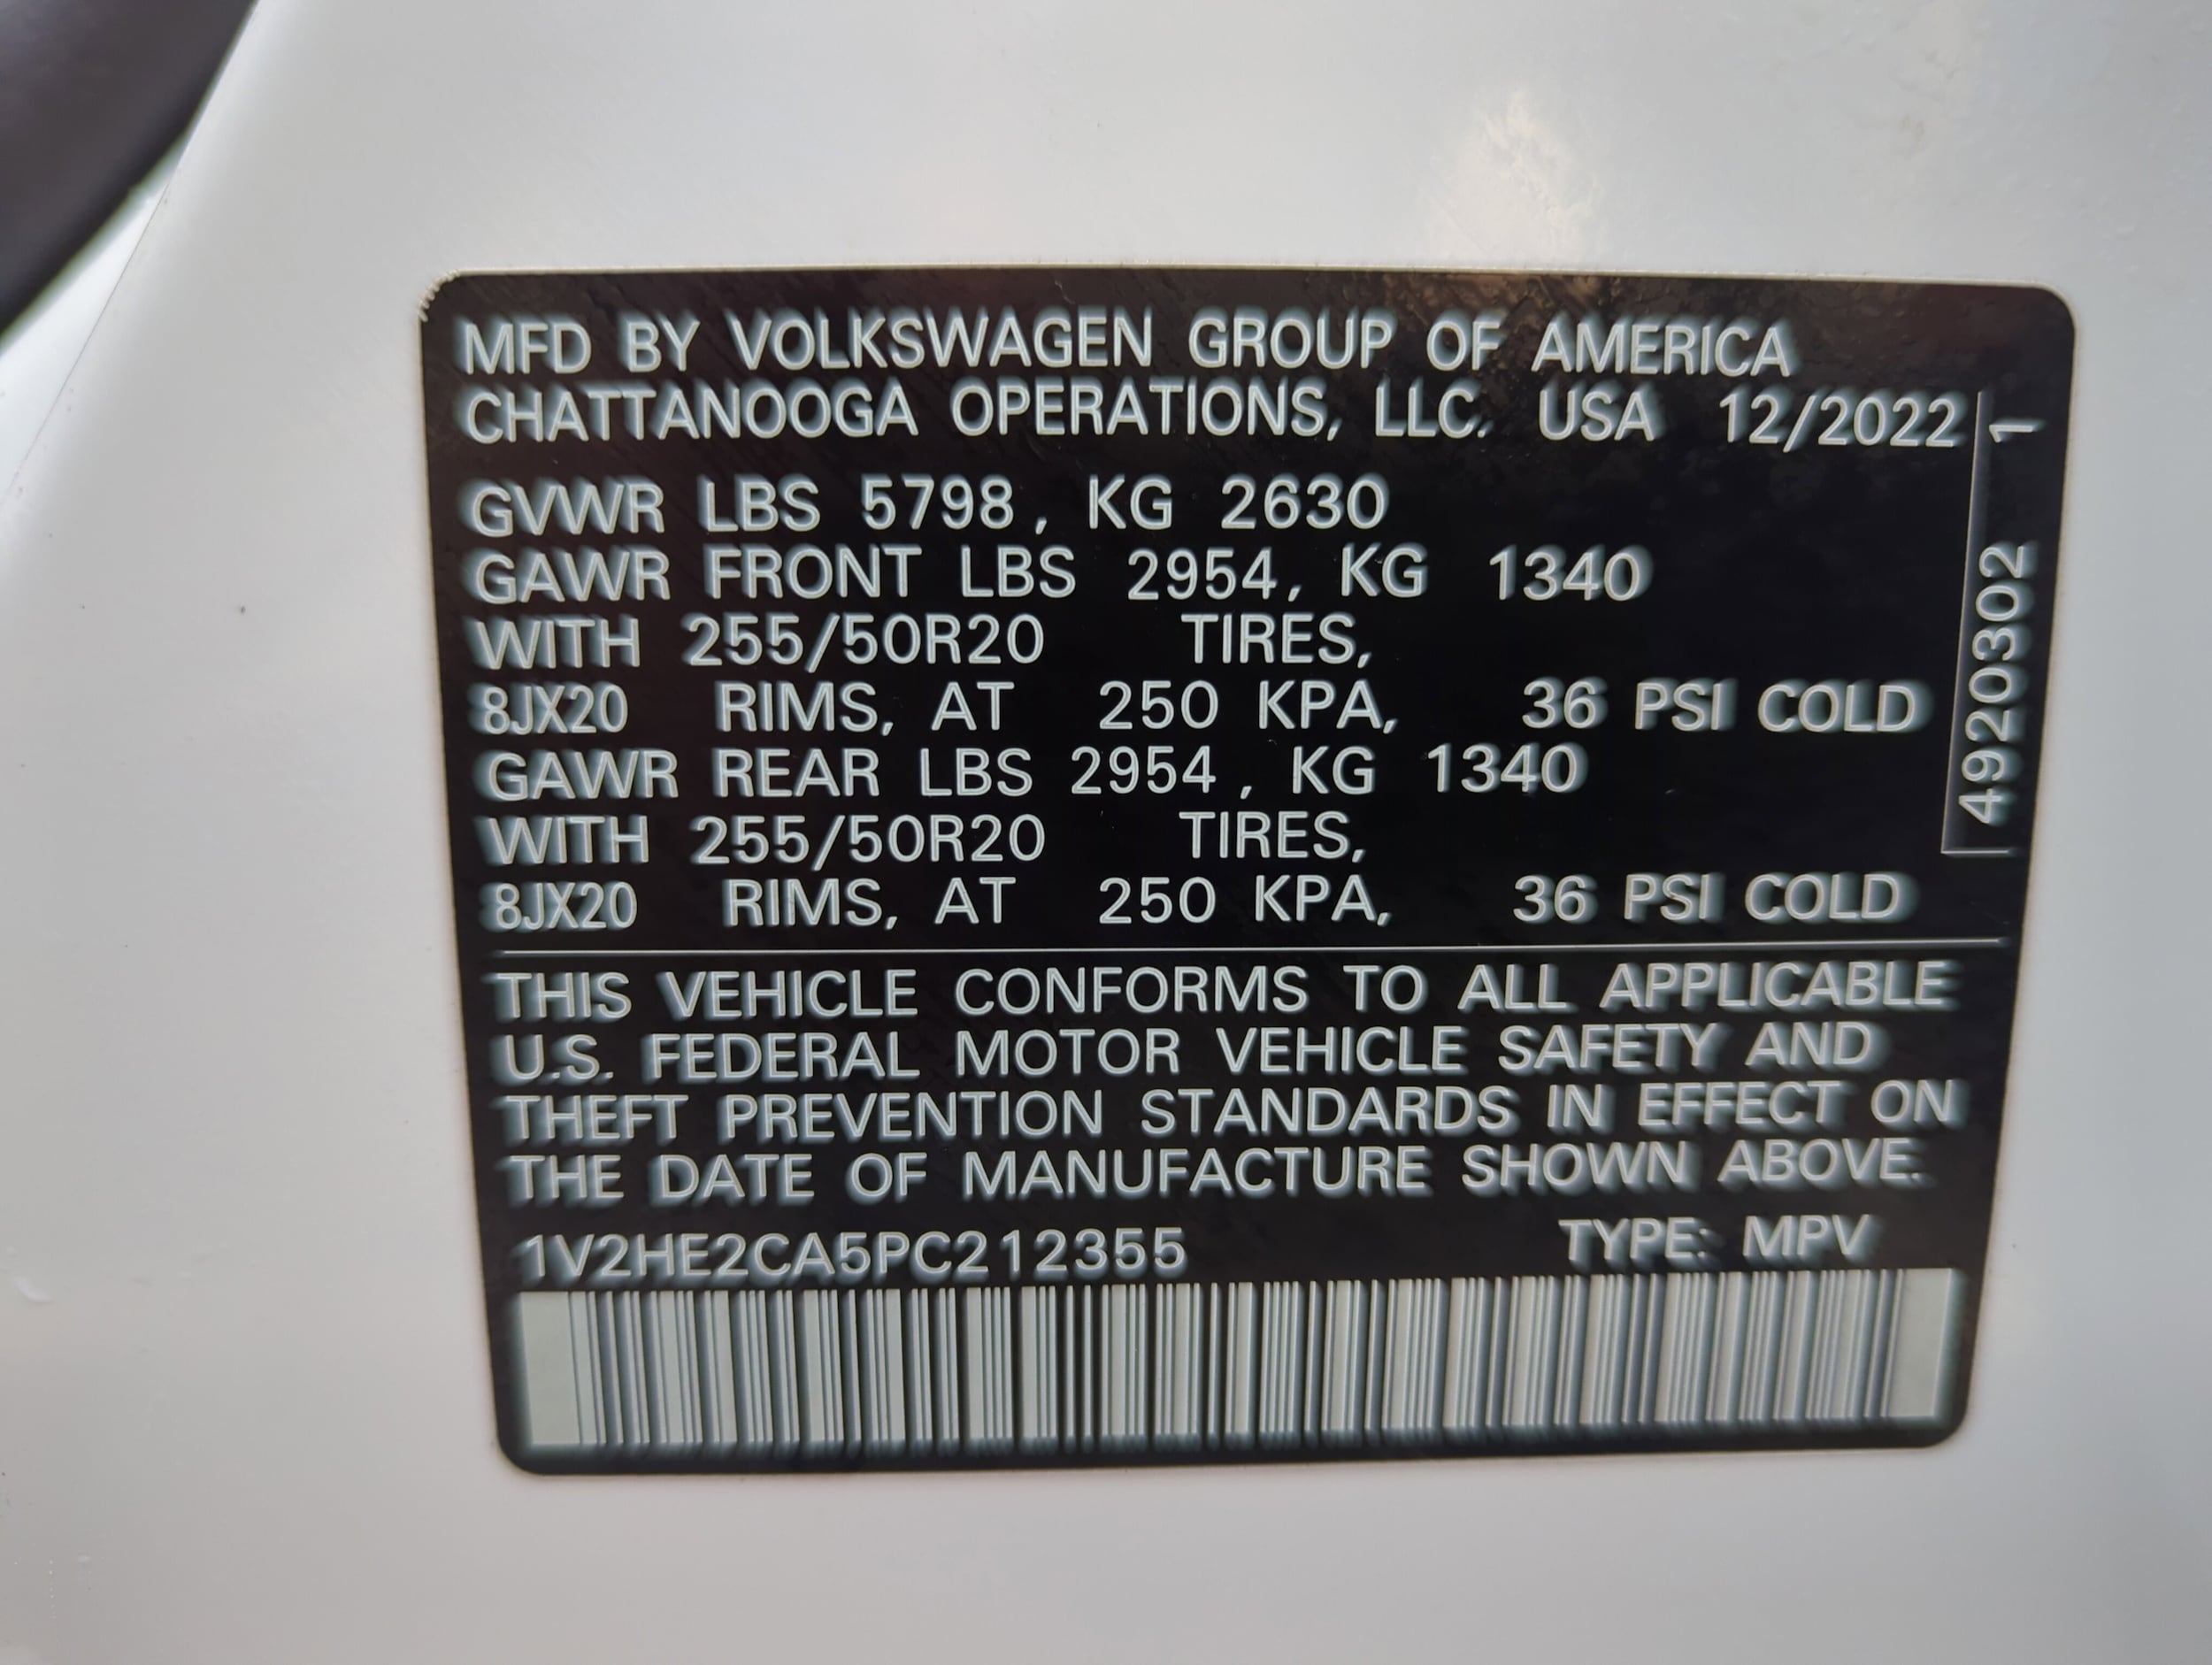 MFD BY VOLKSWAGEN GROUP OF AMERICA
CHATTANOOGA OPERATIONS, LLC. USA 12/2022
GVWR LBS 5798, KG 2630
GAWR FRONT LBS 2954, KG 1340
WITH 255/50R20 TIRES,
8JX20 RIMS, AT 250 KPA, 36 PSI COLD
GAWR REAR LBS 2954, KG 1340
WITH 255/50R20 TIRES,
8JX20 RIMS, AT 250 KPA, 36 PSI COLD
4920302 1
THIS VEHICLE CONFORMS TO ALL APPLICABLE
U.S. FEDERAL MOTOR VEHICLE SAFETY AND
THEFT PREVENTION STANDARDS IN EFFECT ON
THE DATE OF MANUFACTURE SHOWN ABOVE.
1V2HE2CA5PC212355 TYPE: MPV